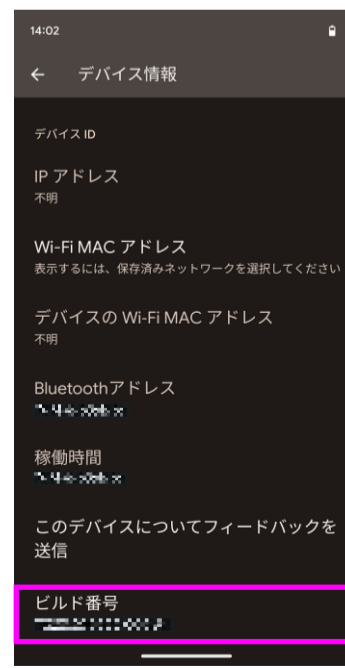 14:02
デバイス情報
デバイス ID
IP アドレス
不明
Wi-Fi MAC アドレス
表示するには、保存済みネットワークを選択してください
デバイスの Wi-Fi MAC アドレス
不明
Bluetoothアドレス
稼働時間
このデバイスについてフィードバックを
送信
ビルド番号